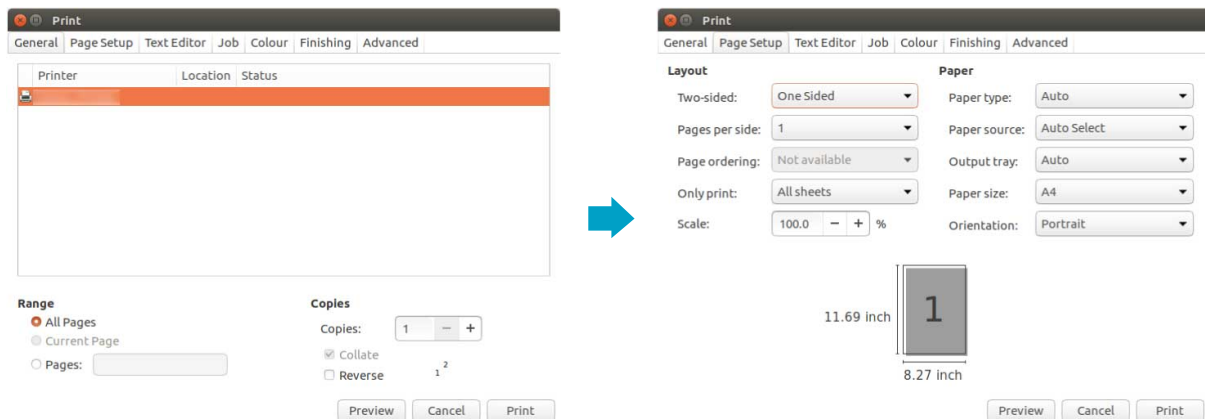 Print
General Page Setup Text Editor Job Colour Finishing Advanced
Printer Location Status
Range
All Pages
Current Page
Pages:
Copies
Copies: 1 − +
Collate
Reverse
1 2
Preview Cancel Print
Print
General Page Setup Text Editor Job Colour Finishing Advanced
Layout
Two-sided: One Sided
Pages per side: 1
Page ordering: Not available
Only print: All sheets
Scale: 100.0 − + %
Paper
Paper type: Auto
Paper source: Auto Select
Output tray: Auto
Paper size: A4
Orientation: Portrait
11.69 inch
1
8.27 inch
Preview Cancel Print